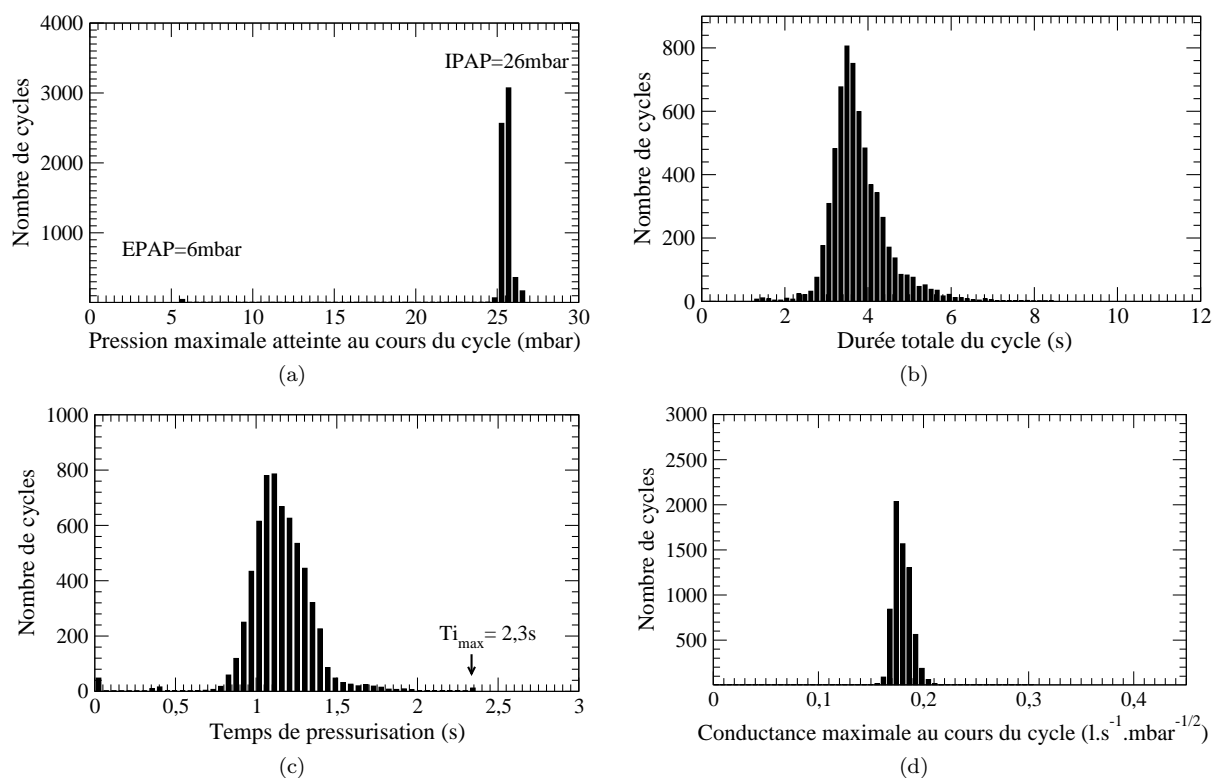 4000
3000
2000
1000
Nombre de cycles
IPAP=26mbar
EPAP=6mbar
0 5 10 15 20 25 30
Pression maximale atteinte au cours du cycle (mbar)
(a)
800
600
400
200
0
Nombre de cycles
0 2 4 6 8 10 12
Durée totale du cycle (s)
(b)
1000
800
600
400
200
0
Nombre de cycles
Ti_max = 2,3s
0 0,5 1 1,5 2 2,5 3
Temps de pressurisation (s)
(c)
3000
2500
2000
1500
1000
500
Nombre de cycles
0 0,1 0,2 0,3 0,4
Conductance maximale au cours du cycle (l.s⁻¹.mbar⁻¹/²)
(d)